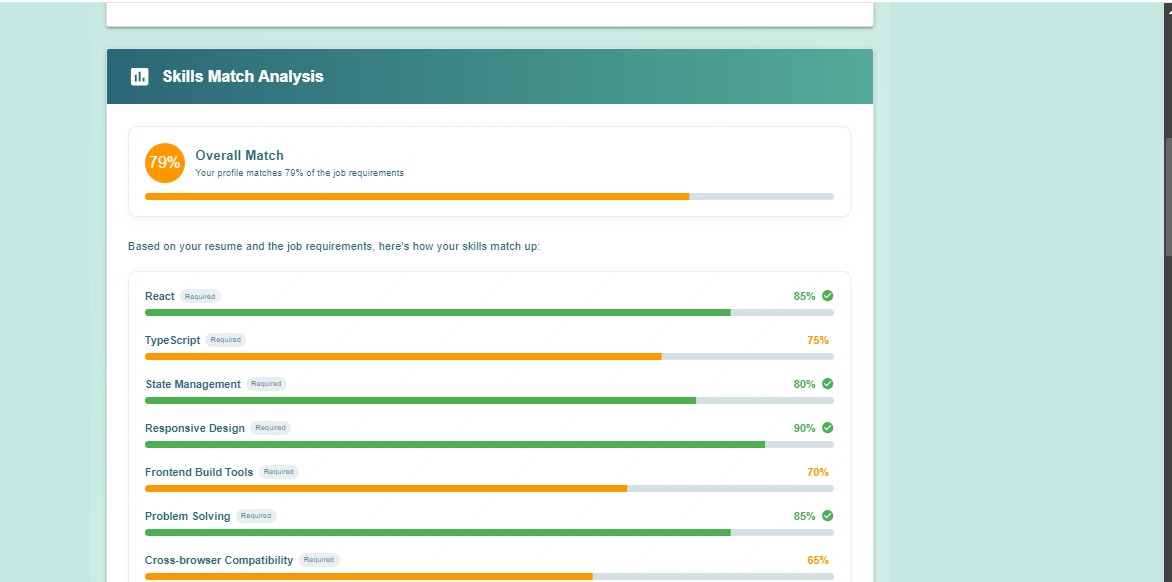 Skills Match Analysis
79%
Overall Match
Your profile matches 79% of the job requirements
Based on your resume and the job requirements, here's how your skills match up:
React Required 85%
TypeScript Required 75%
State Management Required 80%
Responsive Design Required 90%
Frontend Build Tools Required 70%
Problem Solving Required 85%
Cross-browser Compatibility Required 65%